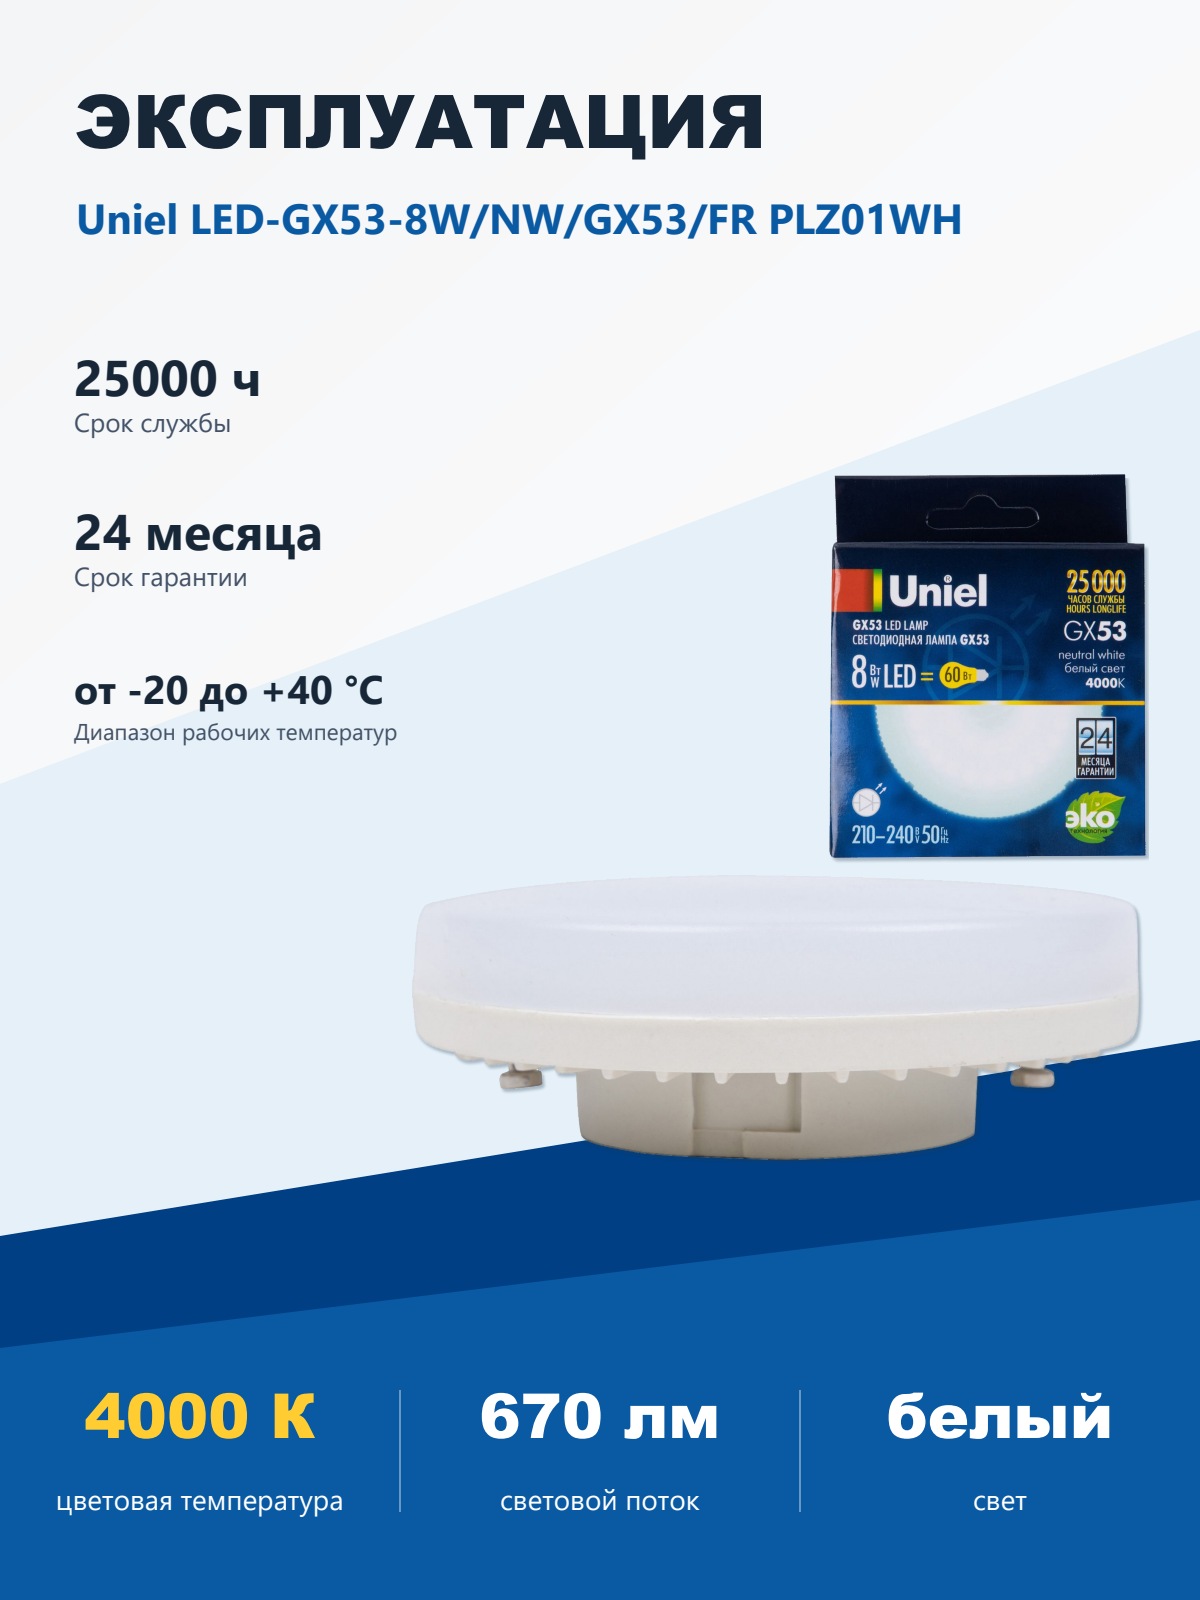 ЭКСПЛУАТАЦИЯ
Uniel LED-GX53-8W/NW/GX53/FR PLZ01WH
25000 ч
Срок службы
24 месяца
Срок гарантии
от -20 до +40 °C
Диапазон рабочих температур
Uniel®
25000
ЧАСОВ СЛУЖБЫ
HOURS LONGLIFE
GX53 LED LAMP
СВЕТОДИОДНАЯ ЛАМПА GX53
GX53
neutral white
белый свет
4000K
8 Вт W LED = 60 Вт
24
МЕСЯЦА
ГАРАНТИИ
эко
технология
210–240 В V 50 Гц Hz
4000 К
цветовая температура
670 лм
световой поток
белый
свет